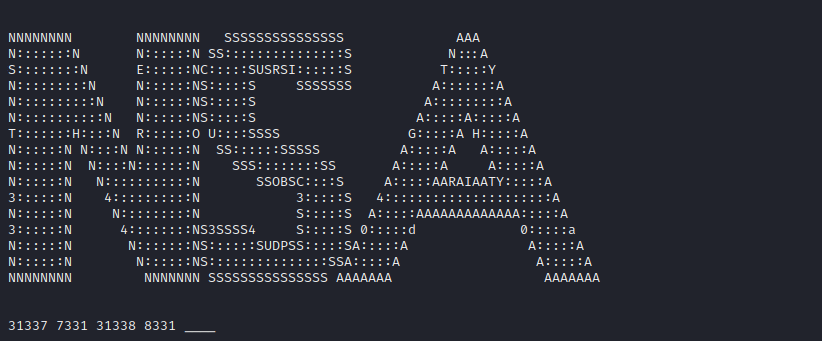 NNNNNNNN        NNNNNNNN   SSSSSSSSSSSSSSS              AAA
N:::::::N       N::::::N SS:::::::::::::::S            N:::A
S::::::::N      E::::::NC:::::SUSRSI::::::S           T:::::Y
N:::::::::N     N::::::NS:::::S     SSSSSSS          A:::::::A
N::::::::::N    N::::::NS:::::S                     A:::::::::A
N:::::::::::N   N::::::NS:::::S                    A:::::A:::::A
T:::::::H::::N  R::::::O U::::SSSS                G:::::A H:::::A
N::::::N N::::N N::::::N  SS::::::SSSSS          A:::::A   A:::::A
N::::::N  N::::N:::::::N    SSS::::::::SS       A:::::A     A:::::A
N::::::N   N:::::::::::N       SSOBSC::::S     A:::::AARAIAATY:::::A
3::::::N    4::::::::::N            3:::::S   4:::::::::::::::::::::A
N::::::N     N:::::::::N            S:::::S  A:::::AAAAAAAAAAAAA:::::A
3::::::N      4::::::::NS3SSSS4     S:::::S 0:::::d             0:::::a
N::::::N       N:::::::NS::::::SUDPSS:::::SA:::::A               A:::::A
N::::::N        N::::::NS:::::::::::::::SSA:::::A                 A:::::A
NNNNNNNN         NNNNNNN SSSSSSSSSSSSSSS AAAAAAA                   AAAAAAA
31337 7331 31338 8331 ____